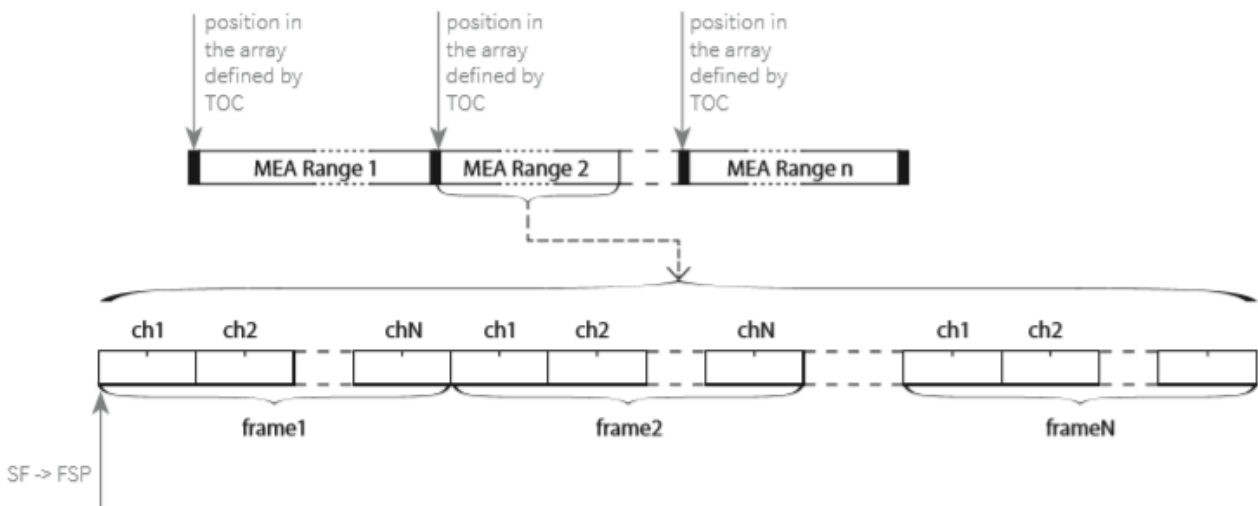 position in
the array
defined by
TOC
position in
the array
defined by
TOC
position in
the array
defined by
TOC
MEA Range 1
MEA Range 2
MEA Range n
ch1
ch2
chN
ch1
ch2
chN
ch1
ch2
frame1
frame2
frameN
SF -> FSP